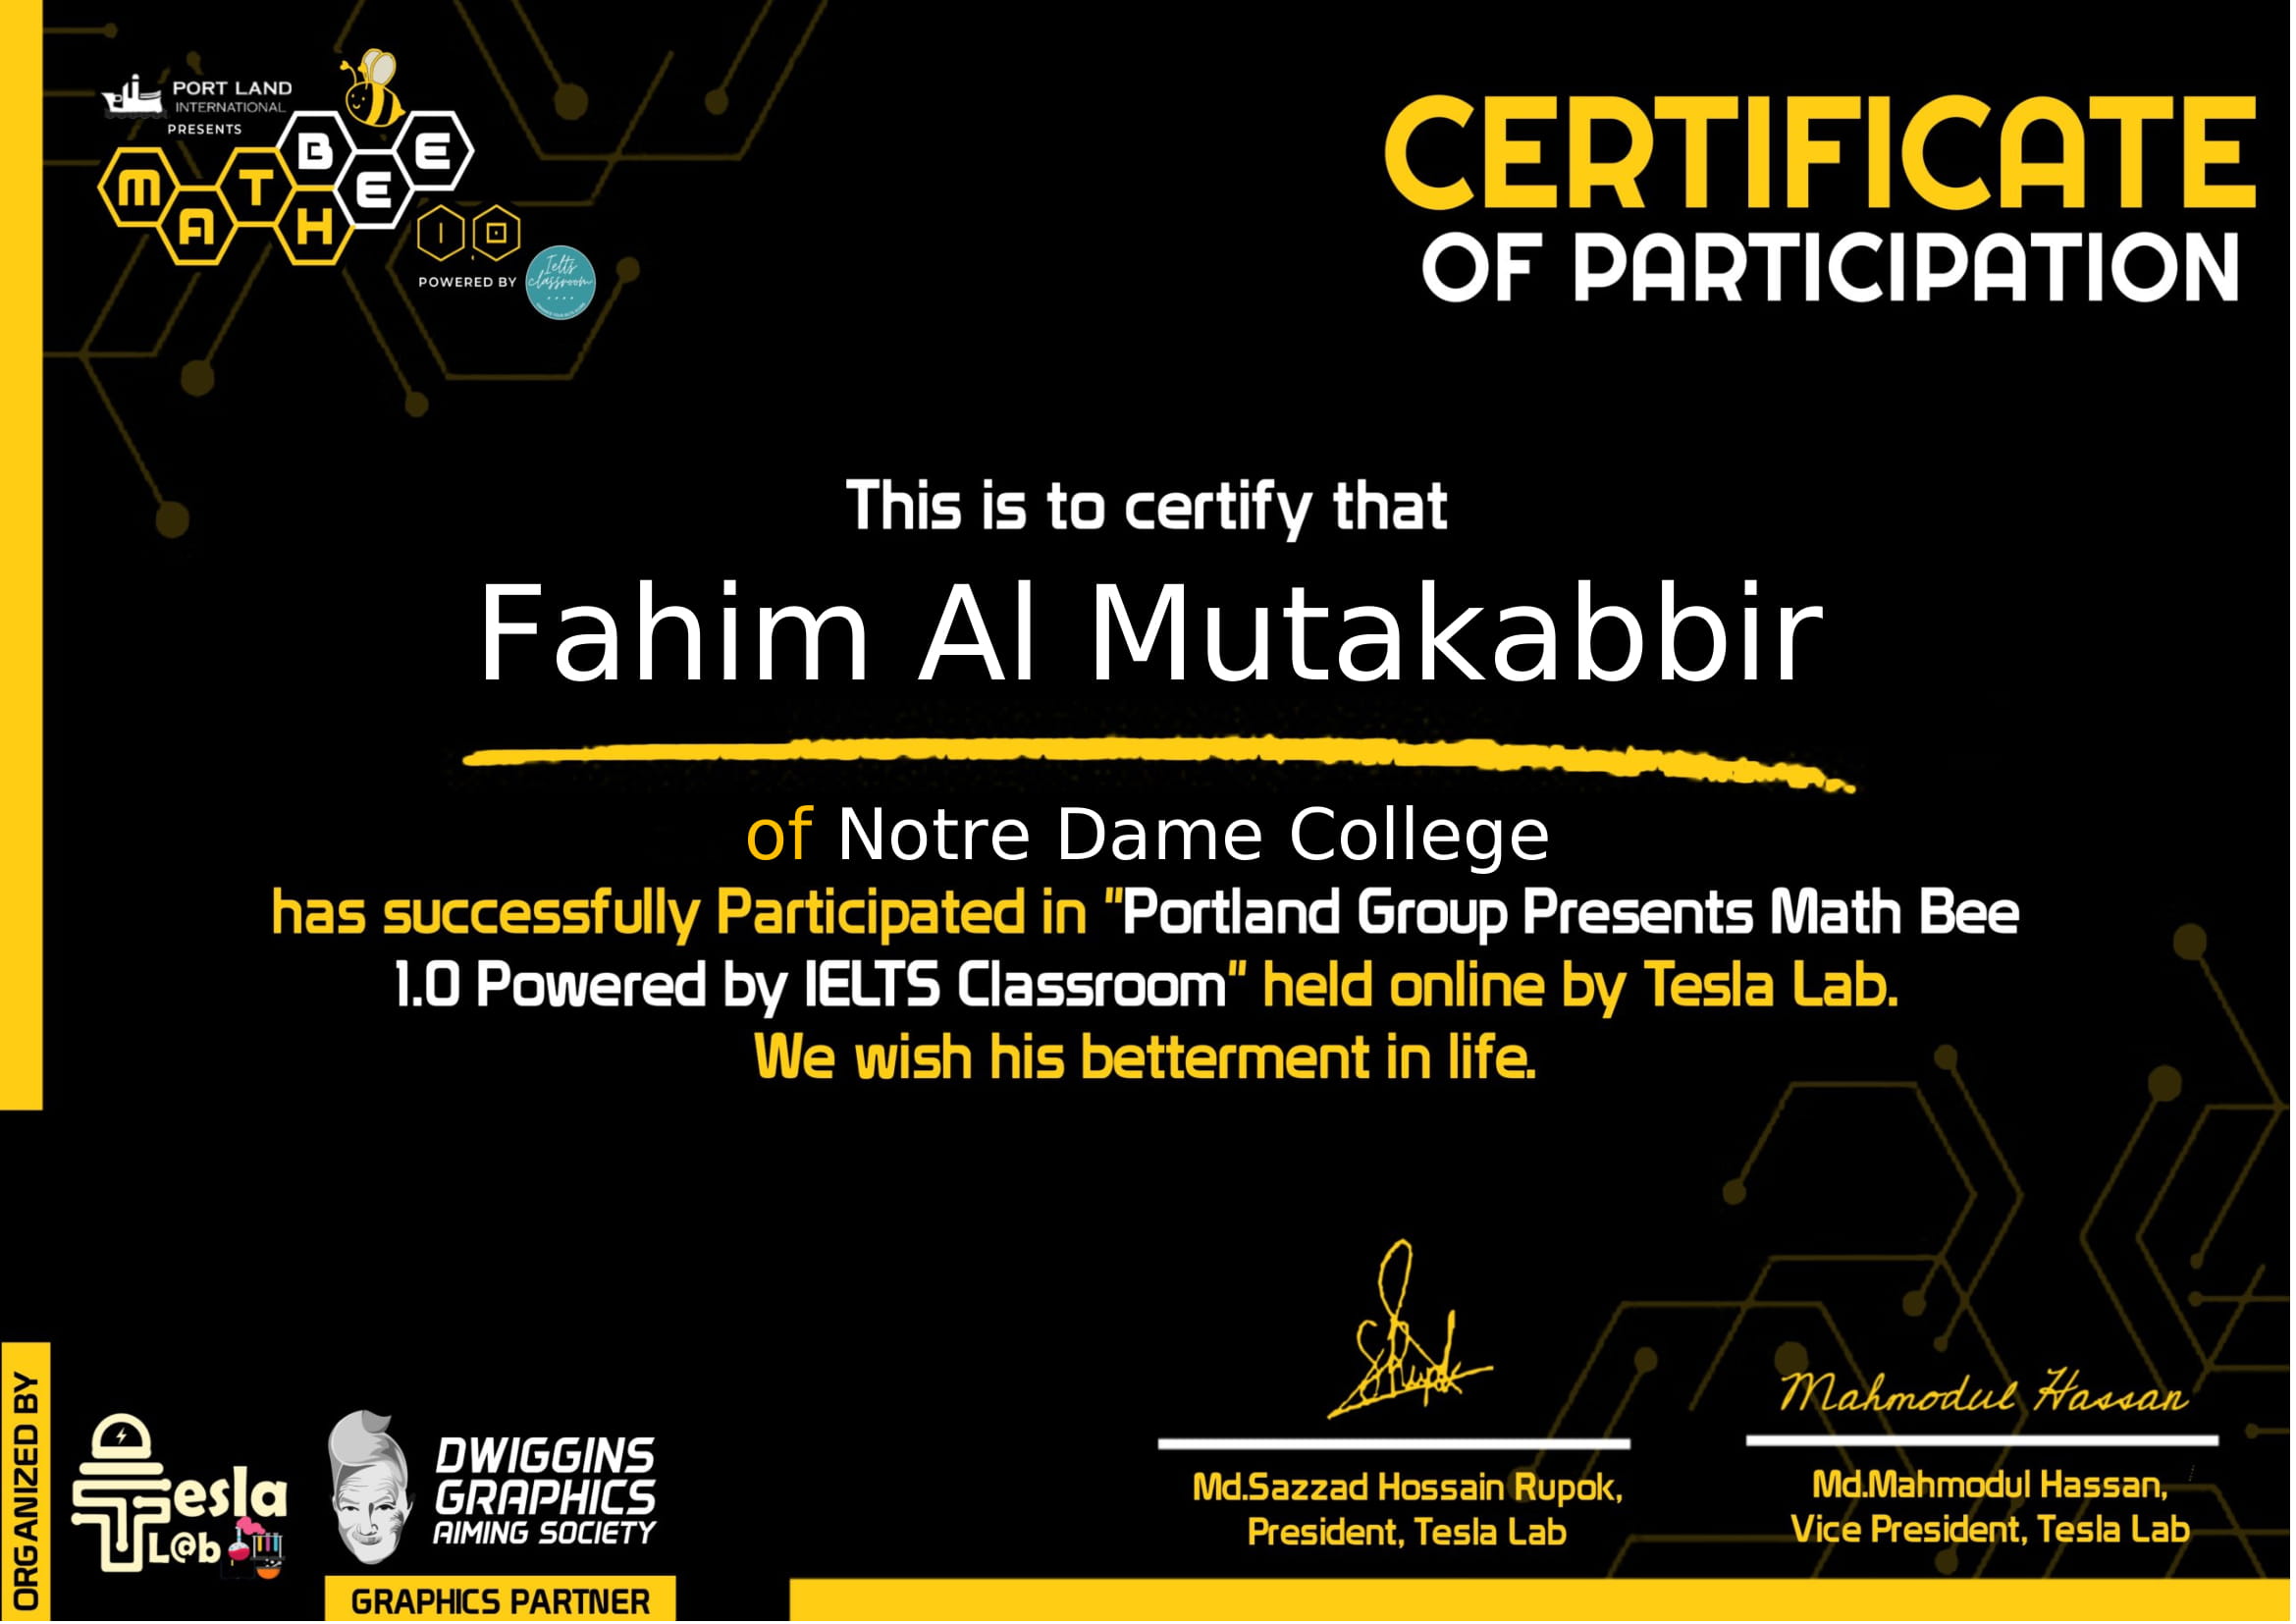 PORT LAND
INTERNATIONAL
PRESENTS
MATH BEE
1.0
POWERED BY
Ielts
classroom
CERTIFICATE
OF PARTICIPATION
This is to certify that
Fahim Al Mutakabbir
of Notre Dame College
has successfully Participated in "Portland Group Presents Math Bee
1.0 Powered by IELTS Classroom" held online by Tesla Lab.
We wish his betterment in life.
ORGANIZED BY
Tesla
L@b
DWIGGINS
GRAPHICS
AIMING SOCIETY
GRAPHICS PARTNER
SRupok
Md.Sazzad Hossain Rupok,
President, Tesla Lab
Mahmodul Hassan
Md.Mahmodul Hassan,
Vice President, Tesla Lab